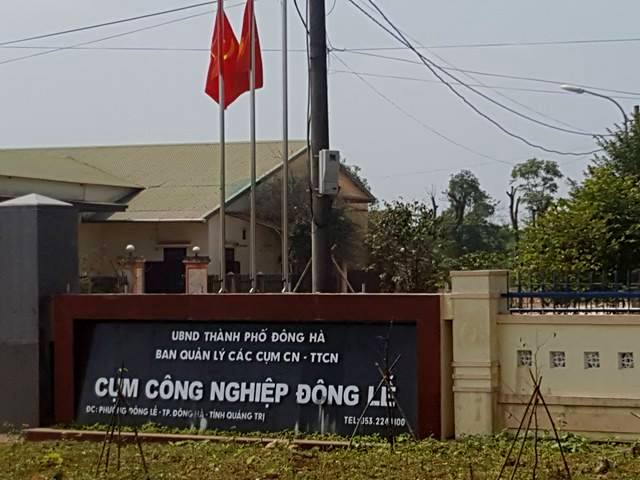 UBND THÀNH PHỐ ĐÔNG HÀ
BAN QUẢN LÝ CÁC CỤM CN - TTCN
CỤM CÔNG NGHIỆP ĐÔNG LỄ
ĐC: PHƯỜNG ĐÔNG LỄ - TP. ĐÔNG HÀ - TỈNH QUẢNG TRỊ
TEL: